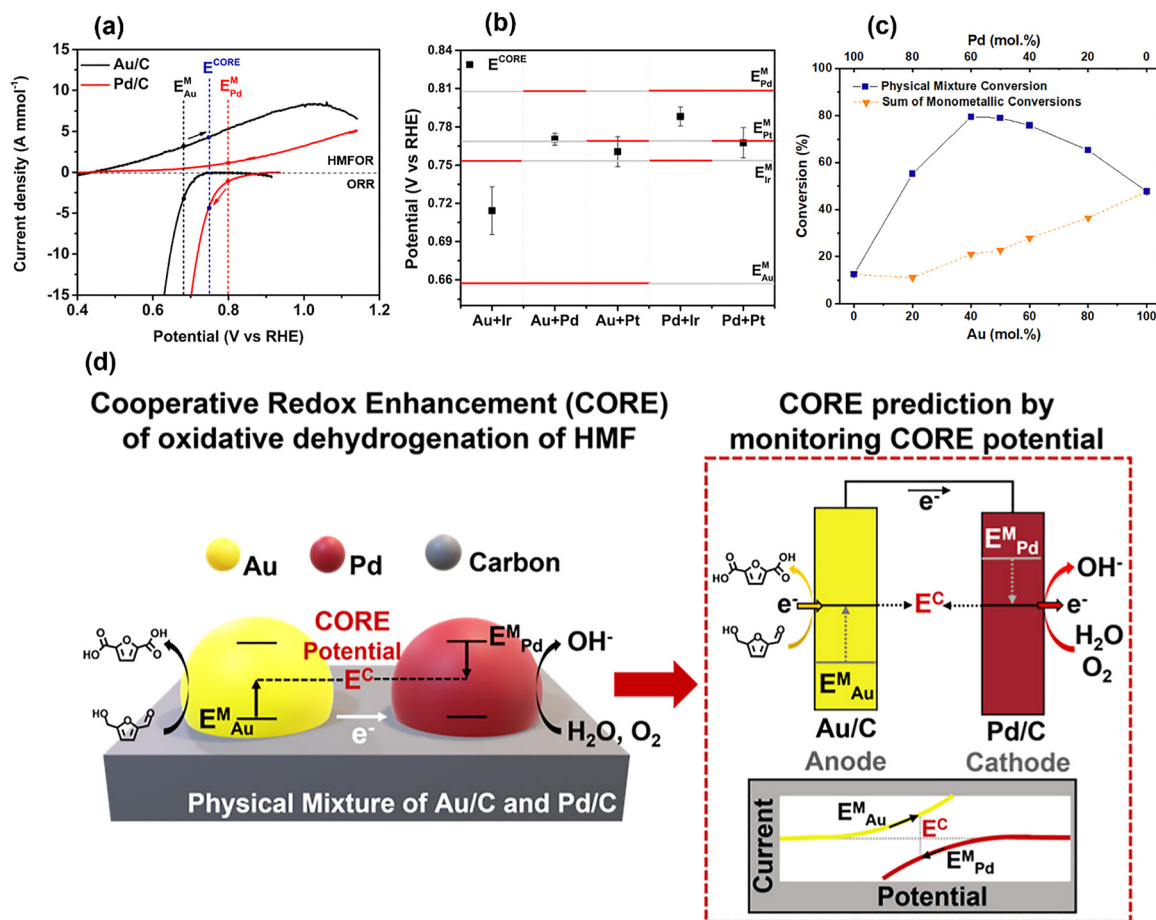 (a)
Au/C
Pd/C
E^CORE
E^M_Au
E^M_Pd
HMFOR
ORR
Current density (A mmol⁻¹)
15
10
5
0
-5
-10
-15
0.4 0.6 0.8 1.0 1.2
Potential (V vs RHE)
(b)
E^CORE
E^M_Pd
E^M_Pt
E^M_Ir
E^M_Au
Potential (V vs RHE)
0.84
0.81
0.78
0.75
0.72
0.69
0.66
Au+Ir Au+Pd Au+Pt Pd+Ir Pd+Pt
(c)
Pd (mol.%)
100 80 60 40 20 0
Physical Mixture Conversion
Sum of Monometallic Conversions
Conversion (%)
100
80
60
40
20
0
0 20 40 60 80 100
Au (mol.%)
(d)
Cooperative Redox Enhancement (CORE)
of oxidative dehydrogenation of HMF
Au Pd Carbon
CORE
Potential
E^C
E^M_Pd
E^M_Au
e⁻
OH⁻
H₂O, O₂
HO O O OH
HO O O
Physical Mixture of Au/C and Pd/C
CORE prediction by
monitoring CORE potential
e⁻
E^M_Pd
OH⁻
HO O O OH
e⁻
E^C
e⁻
HO O O
H₂O
O₂
E^M_Au
Au/C Pd/C
Anode Cathode
Current
E^M_Au
E^C
E^M_Pd
Potential